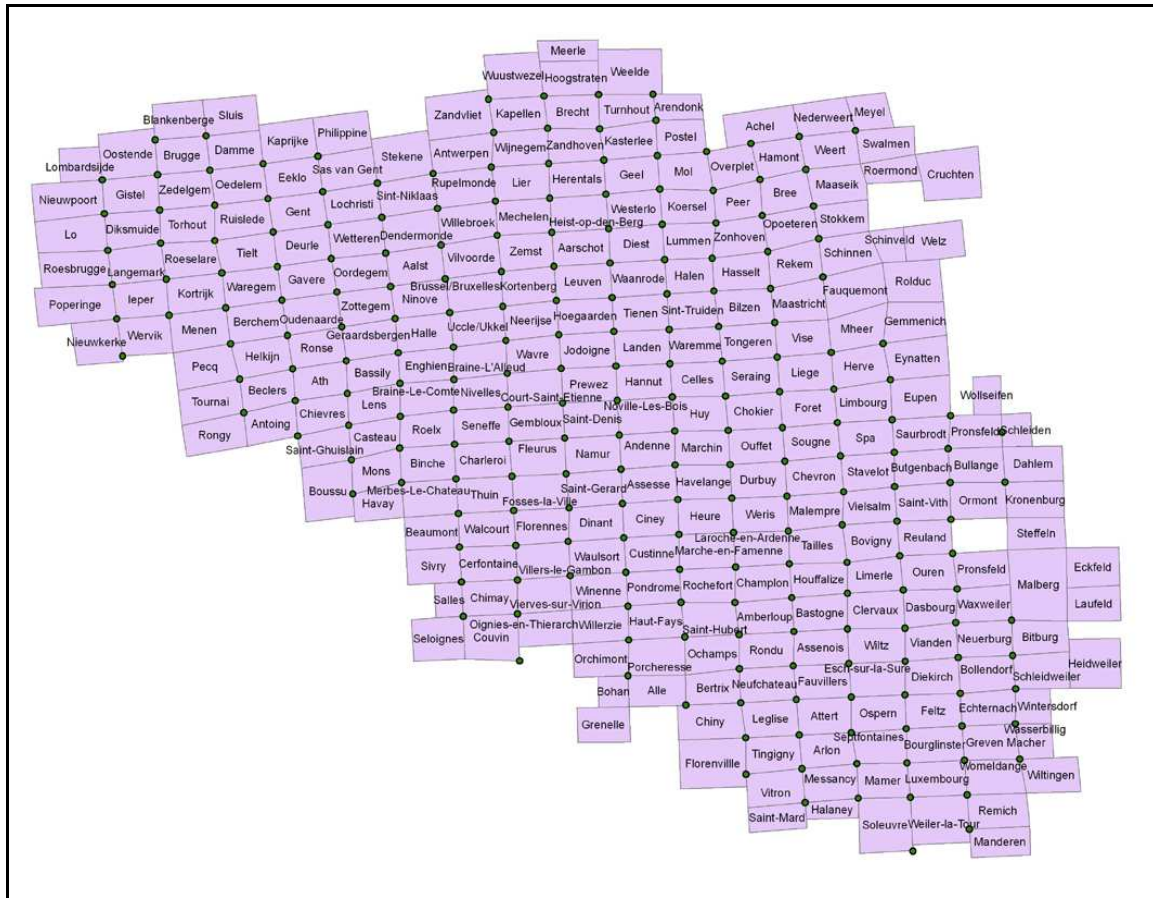 Meerle
Wuustwezel Hoogstraten Weelde
Blankenberge Sluis Zandvliet Kapellen Brecht Turnhout Arendonk
Oostende Brugge Damme Kaprijke Philippine Achel Nederweert Meyel
Lombardsijde Stekene Antwerpen Wijnegem Zandhoven Kasterlee Postel Hamont Weert Swalmen
Nieuwpoort Gistel Zedelgem Oedelem Eeklo Sas van Gent Sint-Niklaas Rupelmonde Lier Herentals Geel Mol Overplet Bree Maaseik Roermond Cruchten
Lo Diksmuide Torhout Ruislede Gent Lochristi Dendermonde Willebroek Mechelen Heist-op-den-Berg Westerlo Koersel Peer Opoeteren Stokkem
Roesbrugge Langemark Roeselare Tielt Deurle Wetteren Aalst Vilvoorde Zemst Aarschot Diest Lummen Zonhoven Rekem Schinnen Schinveld Welz
Poperinge Ieper Kortrijk Waregem Gavere Oordegem Ninove Brussel/Bruxelles Kortenberg Leuven Waanrode Halen Hasselt Maastricht Fauquemont Rolduc
Nieuwkerke Wervik Menen Berchem Oudenaarde Zottegem Geraardsbergen Halle Uccle/Ukkel Neerijse Hoegaarden Tienen Sint-Truiden Bilzen Vise Mheer Gemmenich
Pecq Helkijn Ronse Bassily Enghien Braine-L'Alleud Wavre Jodoigne Landen Waremme Tongeren Liege Herve Eynatten
Tournai Beclers Ath Lens Braine-Le-Comte Nivelles Court-Saint-Etienne Prewez Hannut Celles Seraing Foret Limbourg Eupen Wollseifen
Rongy Antoing Chievres Casteau Roelx Seneffe Gembloux Saint-Denis Noville-Les-Bois Huy Chokier Sougne Spa Saurbrodt Pronsfeld Schleiden
Saint-Ghuislain Mons Binche Charleroi Fleurus Namur Andenne Marchin Ouffet Chevron Stavelot Butgenbach Bullange Dahlem
Boussu Havay Merbes-Le-Chateau Thuin Fosses-la-Ville Saint-Gerard Assesse Havelange Durbuy Malempre Vielsalm Saint-Vith Ormont Kronenburg
Beaumont Walcourt Florennes Dinant Ciney Heure Weris Laroche-en-Ardenne Tailles Bovigny Reuland Steffeln
Sivry Cerfontaine Villers-le-Gambon Waulsort Custinne Marche-en-Famenne Champlon Houffalize Limerle Ouren Pronsfeld Malberg Eckfeld
Salles Chimay Vierves-sur-Virion Winenne Pondrome Rochefort Amberloup Bastogne Clervaux Dasbourg Waxweiler Laufeld
Seloignes Couvin Oignies-en-Thierarch Willerzie Haut-Fays Saint-Hubert Rondu Assenois Wiltz Vianden Neuerburg Bitburg
Orchimont Porcheresse Ochamps Neufchateau Fauvillers Esch-sur-la-Sure Diekirch Bollendorf Schleidweiler Heidweiler
Bohan Alle Bertrix Leglise Attert Ospern Feltz Echternach Wintersdorf
Grenelle Chiny Tingigny Arlon Septfontaines Bourglinster Greven Macher Wasserbillig
Florenvillle Vitron Messancy Mamer Luxembourg Womeldange Wiltingen
Saint-Mard Halaney Soleuvre Weiler-la-Tour Remich
Manderen